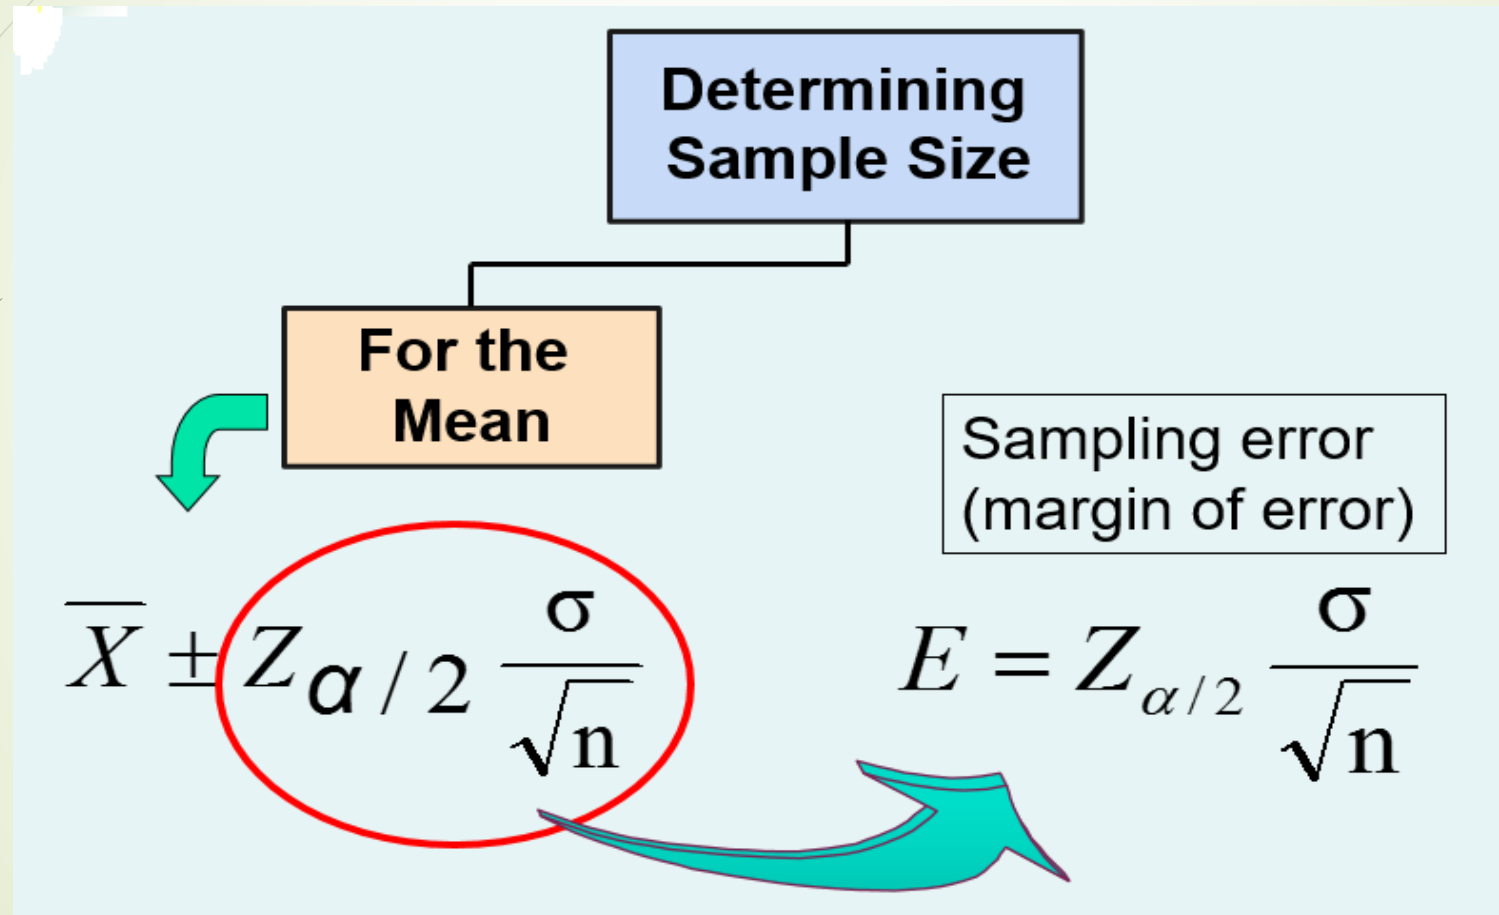 Determining
Sample Size
For the
Mean
Sampling error
(margin of error)
X̅ ± Z α / 2 σ / √n
E = Z α / 2 σ / √n